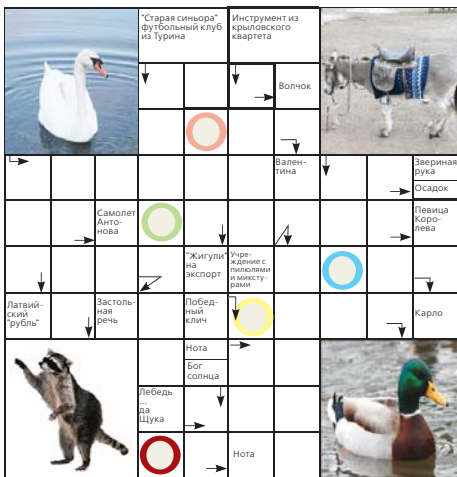 "Старая синьора"
футбольный клуб
из Турина
Инструмент из
крыловского
квартета
Волчок
Вален-
тина
Звериная
рука
Осадок
Самолет
Анто-
нова
Певица
Коро-
лева
"Жигули"
на
экспорт
Учре-
ждение с
пилюлями
и миксту-
рами
Латвий-
ский
"рубль"
Застоль-
ная
речь
Побед-
ный
клич
Карло
Нота
Бог
солнца
Лебедь
...
да
Щука
Нота